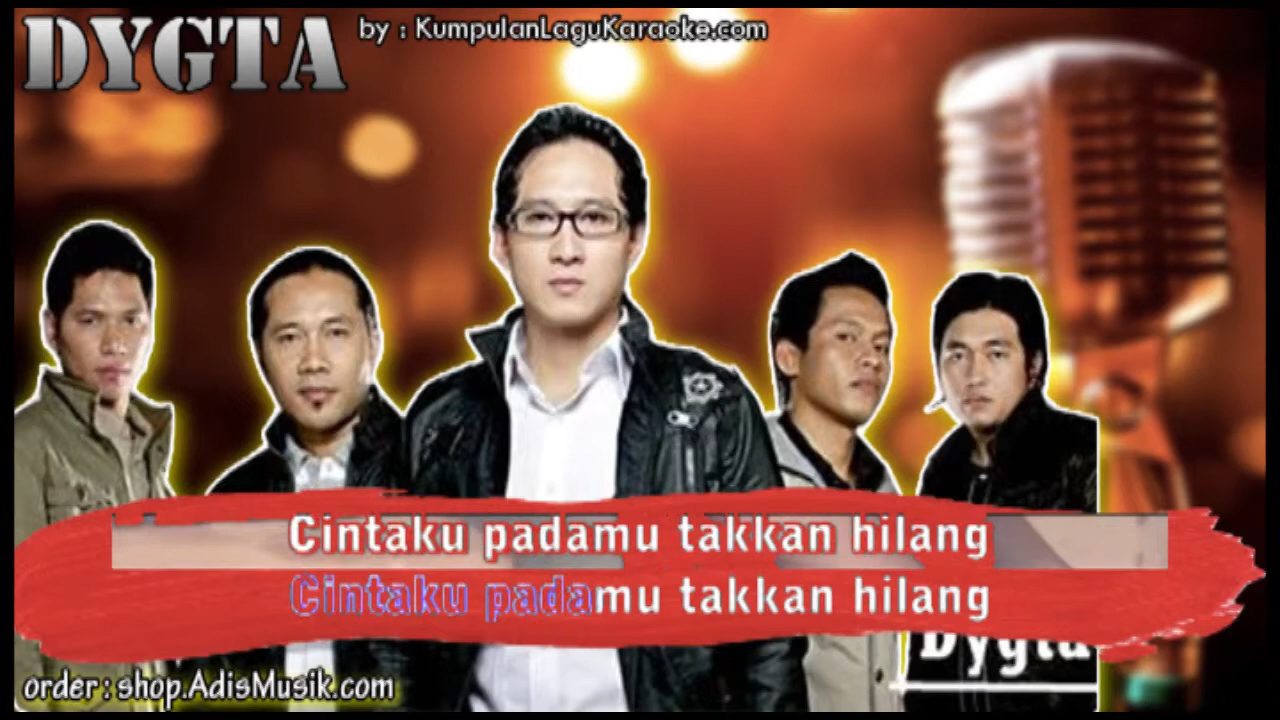 DYGTA
by : KumpulanLaguKaraoke.com
Cintaku padamu takkan hilang
Cintaku padamu takkan hilang
Dygta
order : shop.AdisMusik.com